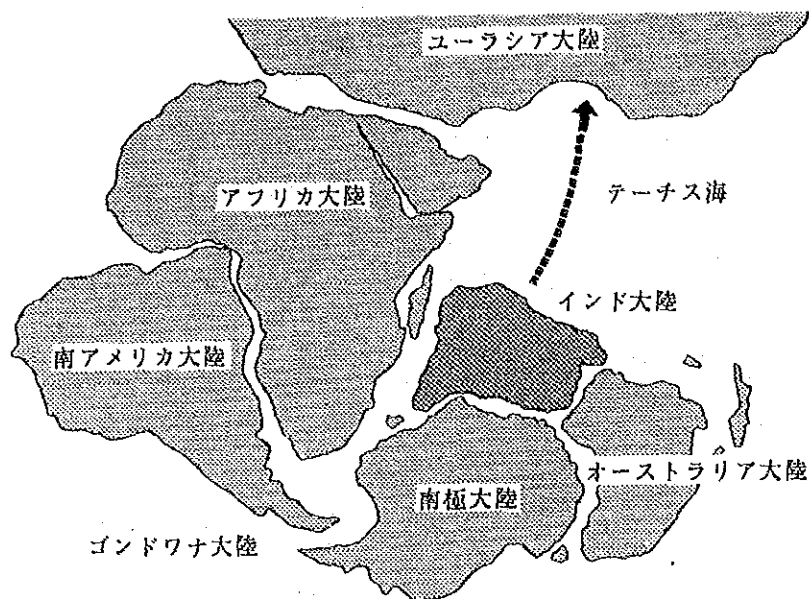 ユーラシア大陸
アフリカ大陸
テーチス海
インド大陸
南アメリカ大陸
オーストラリア大陸
南極大陸
ゴンドワナ大陸